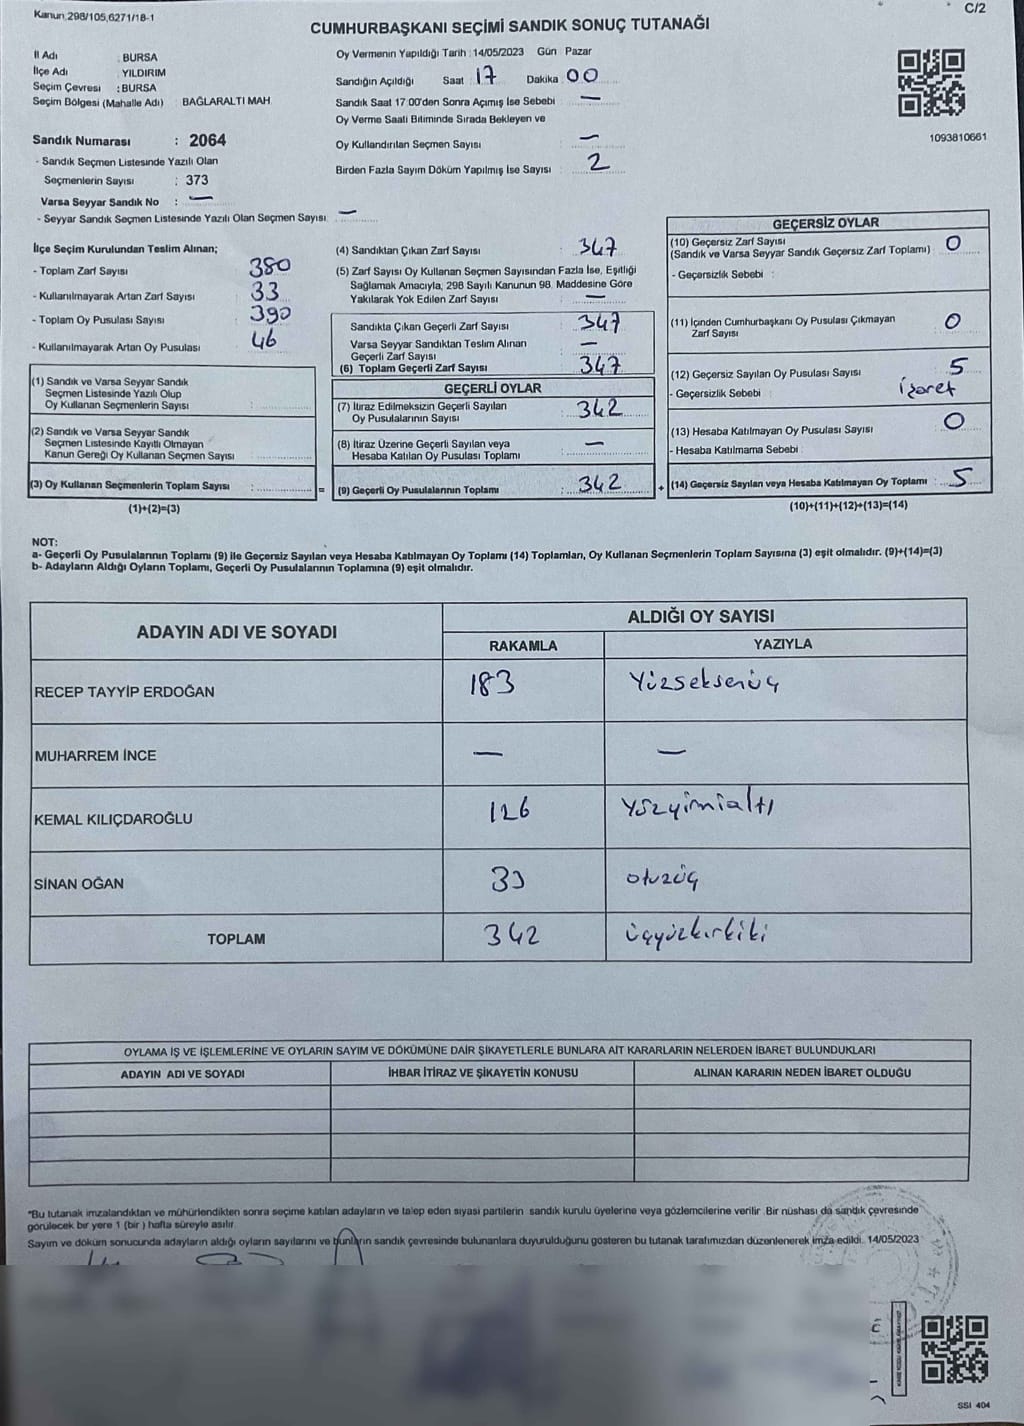 Kanun,298/105,6271/18-1
C/2
CUMHURBAŞKANI SEÇİMİ SANDIK SONUÇ TUTANAĞI
İl Adı : BURSA
İlçe Adı : YILDIRIM
Seçim Çevresi : BURSA
Seçim Bölgesi (Mahalle Adı) BAĞLARALTI MAH.
Sandık Numarası : 2064
- Sandık Seçmen Listesinde Yazılı Olan
Seçmenlerin Sayısı : 373
Varsa Seyyar Sandık No : —
- Seyyar Sandık Seçmen Listesinde Yazılı Olan Seçmen Sayısı —
Oy Vermenin Yapıldığı Tarih : 14/05/2023 Gün Pazar
Sandığın Açıldığı Saat : 17 Dakika 00
Sandık Saat 17:00'den Sonra Açımış İse Sebebi : —
Oy Verme Saati Bitiminde Sırada Bekleyen ve
Oy Kullandırılan Seçmen Sayısı : —
Birden Fazla Sayım Döküm Yapılmış İse Sayısı : 2
1093810661
İlçe Seçim Kurulundan Teslim Alınan;
- Toplam Zarf Sayısı : 380
- Kullanılmayarak Artan Zarf Sayısı : 33
- Toplam Oy Pusulası Sayısı : 390
- Kullanılmayarak Artan Oy Pusulası : 46
(1) Sandık ve Varsa Seyyar Sandık
Seçmen Listesinde Yazılı Olup
Oy Kullanan Seçmenlerin Sayısı :
(2) Sandık ve Varsa Seyyar Sandık
Seçmen Listesinde Kayıtlı Olmayan
Kanun Gereği Oy Kullanan Seçmen Sayısı :
(3) Oy Kullanan Seçmenlerin Toplam Sayısı :
(1)+(2)=(3)
(4) Sandıktan Çıkan Zarf Sayısı : 347
(5) Zarf Sayısı Oy Kullanan Seçmen Sayısından Fazla İse, Eşitliği
Sağlamak Amacıyla, 298 Sayılı Kanunun 98. Maddesine Göre
Yakılarak Yok Edilen Zarf Sayısı : —
Sandıkta Çıkan Geçerli Zarf Sayısı : 347
Varsa Seyyar Sandıktan Teslim Alınan
Geçerli Zarf Sayısı : —
(6) Toplam Geçerli Zarf Sayısı : 347
GEÇERLİ OYLAR
(7) İtiraz Edilmeksizin Geçerli Sayılan
Oy Pusulalarının Sayısı : 342
(8) İtiraz Üzerine Geçerli Sayılan veya
Hesaba Katılan Oy Pusulası Toplamı : —
= (9) Geçerli Oy Pusulalarının Toplamı : 342
GEÇERSİZ OYLAR
(10) Geçersiz Zarf Sayısı
(Sandık ve Varsa Seyyar Sandık Geçersiz Zarf Toplamı) : 0
- Geçersizlik Sebebi :
(11) İçinden Cumhurbaşkanı Oy Pusulası Çıkmayan
Zarf Sayısı : 0
(12) Geçersiz Sayılan Oy Pusulası Sayısı : 5
- Geçersizlik Sebebi : işaret
(13) Hesaba Katılmayan Oy Pusulası Sayısı : 0
- Hesaba Katılmama Sebebi :
+ (14) Geçersiz Sayılan veya Hesaba Katılmayan Oy Toplamı : 5
(10)+(11)+(12)+(13)=(14)
NOT:
a- Geçerli Oy Pusulalarının Toplamı (9) ile Geçersiz Sayılan veya Hesaba Katılmayan Oy Toplamı (14) Toplamları, Oy Kullanan Seçmenlerin Toplam Sayısına (3) eşit olmalıdır. (9)+(14)=(3)
b- Adayların Aldığı Oyların Toplamı, Geçerli Oy Pusulalarının Toplamına (9) eşit olmalıdır.
ADAYIN ADI VE SOYADI
ALDIĞI OY SAYISI
RAKAMLA YAZIYLA
RECEP TAYYİP ERDOĞAN 183 Yüzseksenüç
MUHARREM İNCE — —
KEMAL KILIÇDAROĞLU 126 Yüzyirmialtı
SİNAN OĞAN 33 otuzüç
TOPLAM 342 üçyüzkırkiki
OYLAMA İŞ VE İŞLEMLERİNE VE OYLARIN SAYIM VE DÖKÜMÜNE DAİR ŞİKAYETLERLE BUNLARA AİT KARARLARIN NELERDEN İBARET BULUNDUKLARI
ADAYIN ADI VE SOYADI İHBAR İTİRAZ VE ŞİKAYETİN KONUSU ALINAN KARARIN NEDEN İBARET OLDUĞU
*Bu tutanak imzalandıktan ve mühürlendikten sonra seçime katılan adayların ve talep eden siyasi partilerin sandık kurulu üyelerine veya gözlemcilerine verilir. Bir nüshası da sandık çevresinde
görülecek bir yere 1 (bir ) hafta süreyle asılır.
Sayım ve döküm sonucunda adayların aldığı oyların sayılarını ve bunların sandık çevresinde bulunanlara duyurulduğunu gösteren bu tutanak tarafımızdan düzenlenerek imza edildi. 14/05/2023
SSI 404